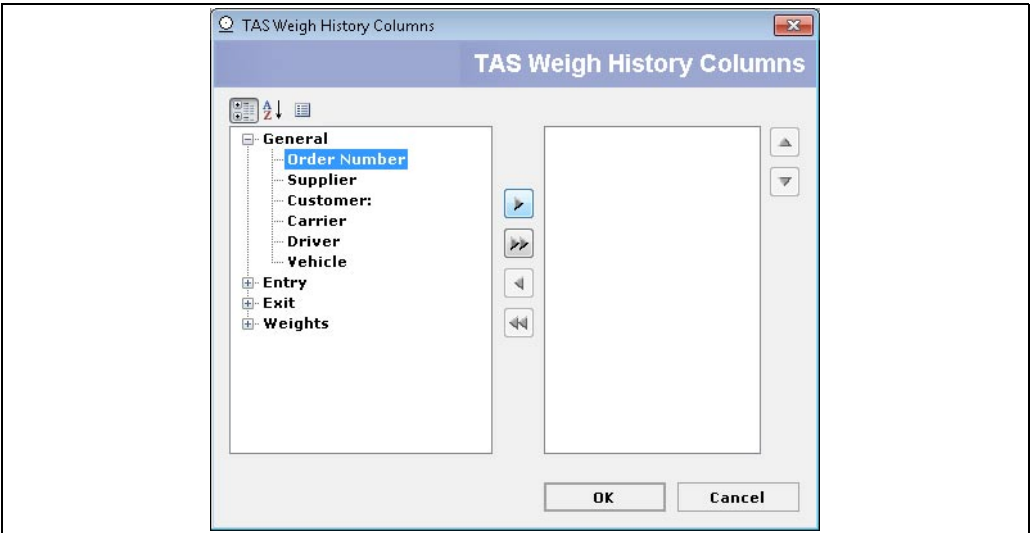 TAS Weigh History Columns
TAS Weigh History Columns
A
Z
General
Order Number
Supplier
Customer:
Carrier
Driver
Vehicle
Entry
Exit
Weights
OK Cancel